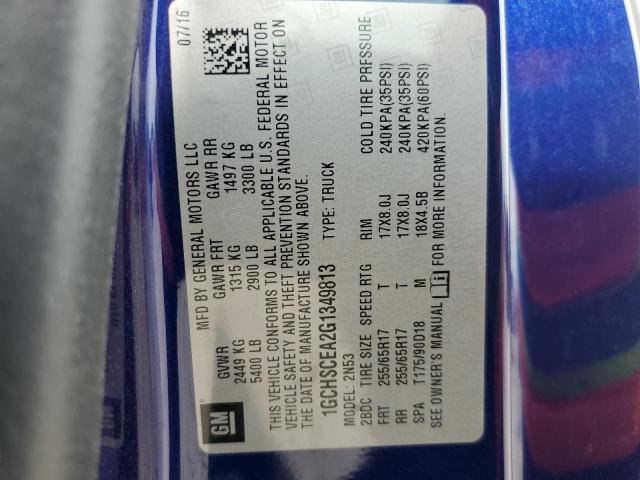 GM
MFD BY GENERAL MOTORS LLC 07/16
GVWR GAWR FRT GAWR RR
2449 KG 1315 KG 1497 KG
5400 LB 2900 LB 3300 LB
THIS VEHICLE CONFORMS TO ALL APPLICABLE U.S. FEDERAL MOTOR
VEHICLE SAFETY AND THEFT PREVENTION STANDARDS IN EFFECT ON
THE DATE OF MANUFACTURE SHOWN ABOVE.
1GCHSCEA2G1349813 TYPE: TRUCK
MODEL: 2N53
2BDC TIRE SIZE SPEED RTG RIM COLD TIRE PRESSURE
FRT 255/65R17 T 17X8.0J 240KPA(35PSI)
RR 255/65R17 T 17X8.0J 240KPA(35PSI)
SPA T175/90D18 M 18X4.5B 420KPA(60PSI)
SEE OWNER'S MANUAL FOR MORE INFORMATION.